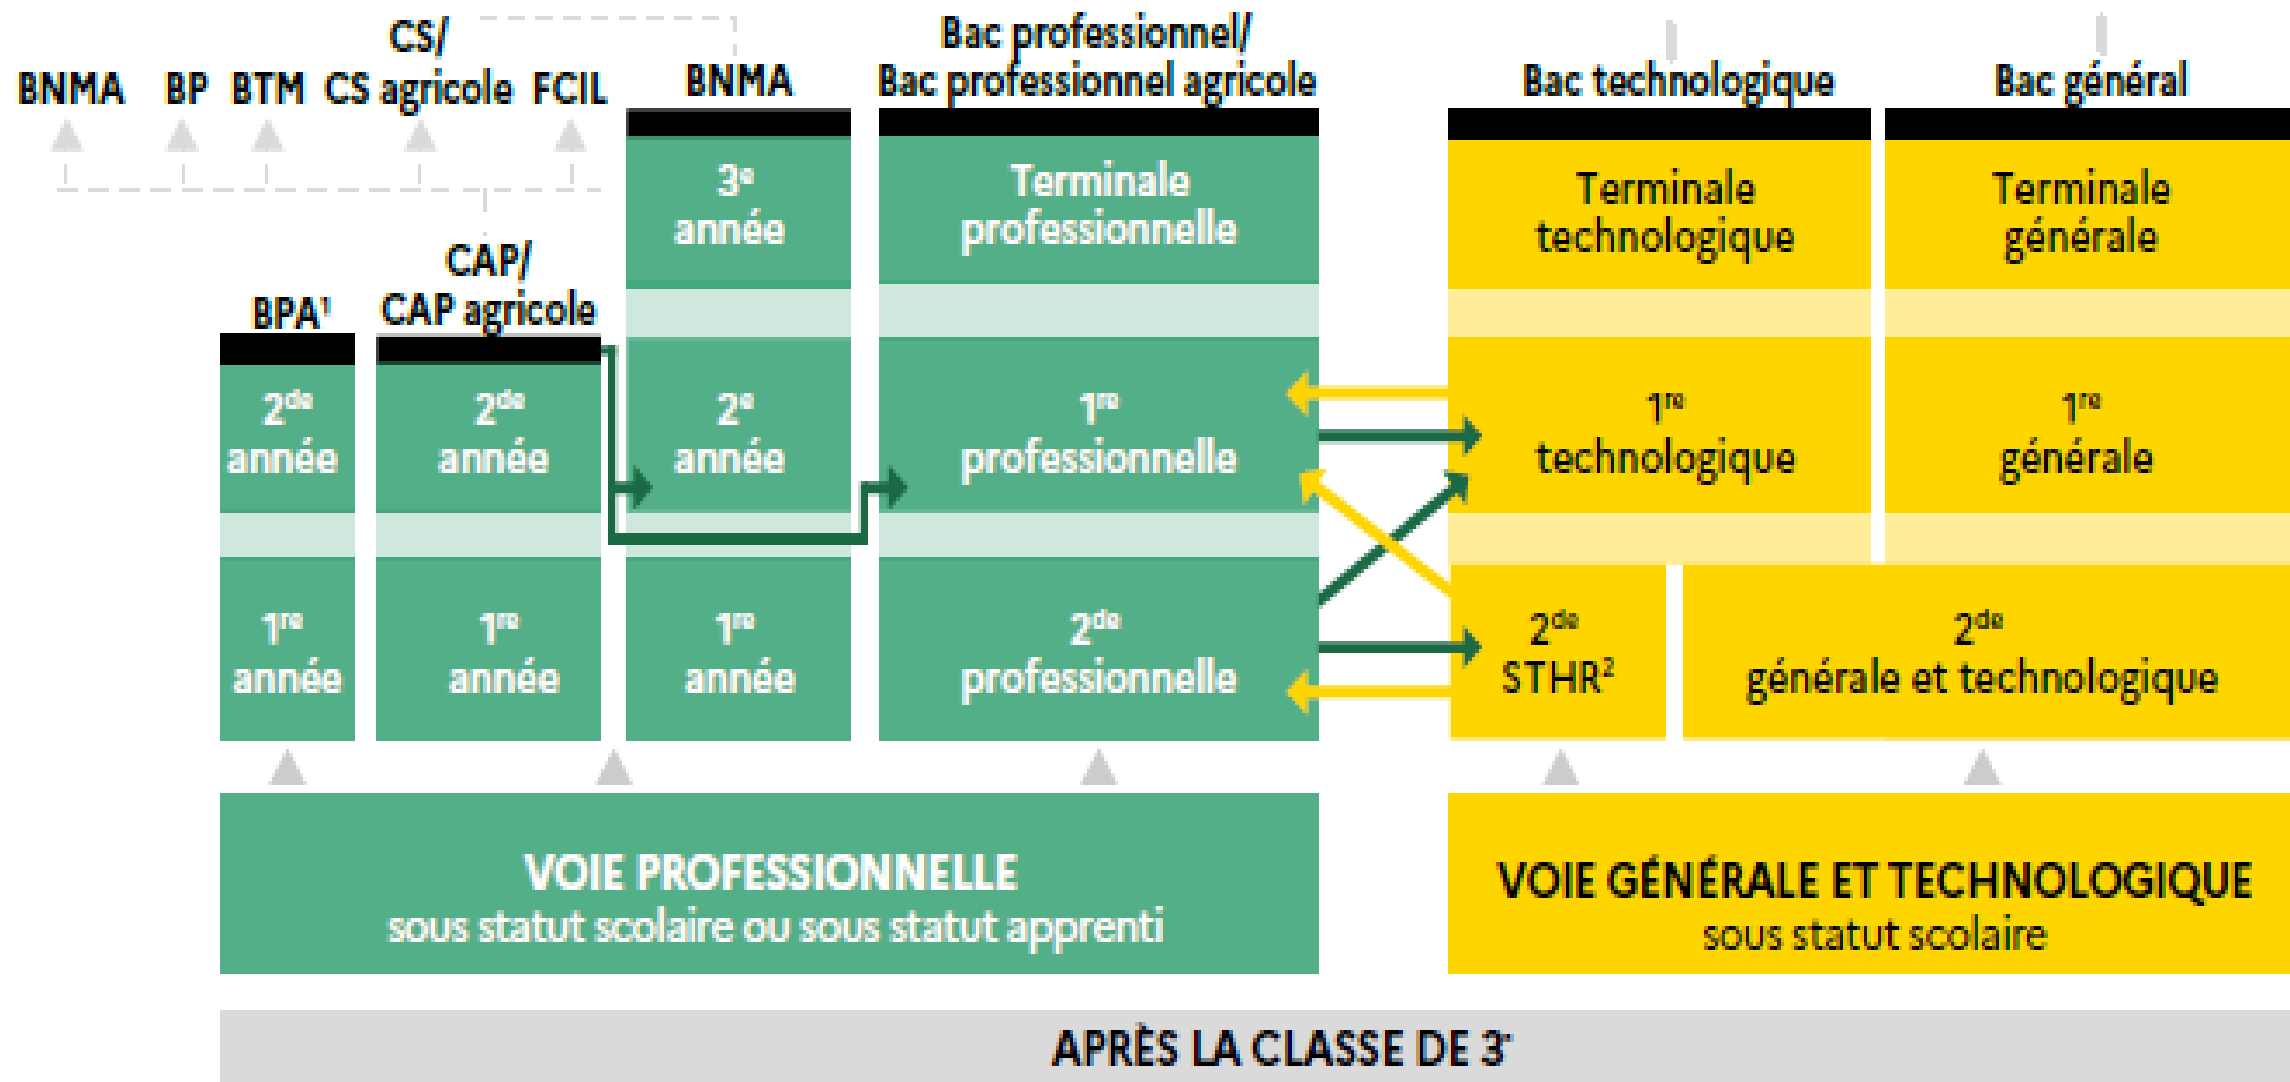 CS/
BNMA BP BTM CS agricole FCIL
BNMA
Bac professionnel/
Bac professionnel agricole
Bac technologique
Bac général
3e
année
Terminale
professionnelle
Terminale
technologique
Terminale
générale
BPA1
CAP/
CAP agricole
2de
année
2de
année
2e
année
1re
professionnelle
1re
technologique
1re
générale
1re
année
1re
année
1re
année
2de
professionnelle
2de
STHR2
2de
générale et technologique
VOIE PROFESSIONNELLE
sous statut scolaire ou sous statut apprenti
VOIE GÉNÉRALE ET TECHNOLOGIQUE
sous statut scolaire
APRÈS LA CLASSE DE 3e